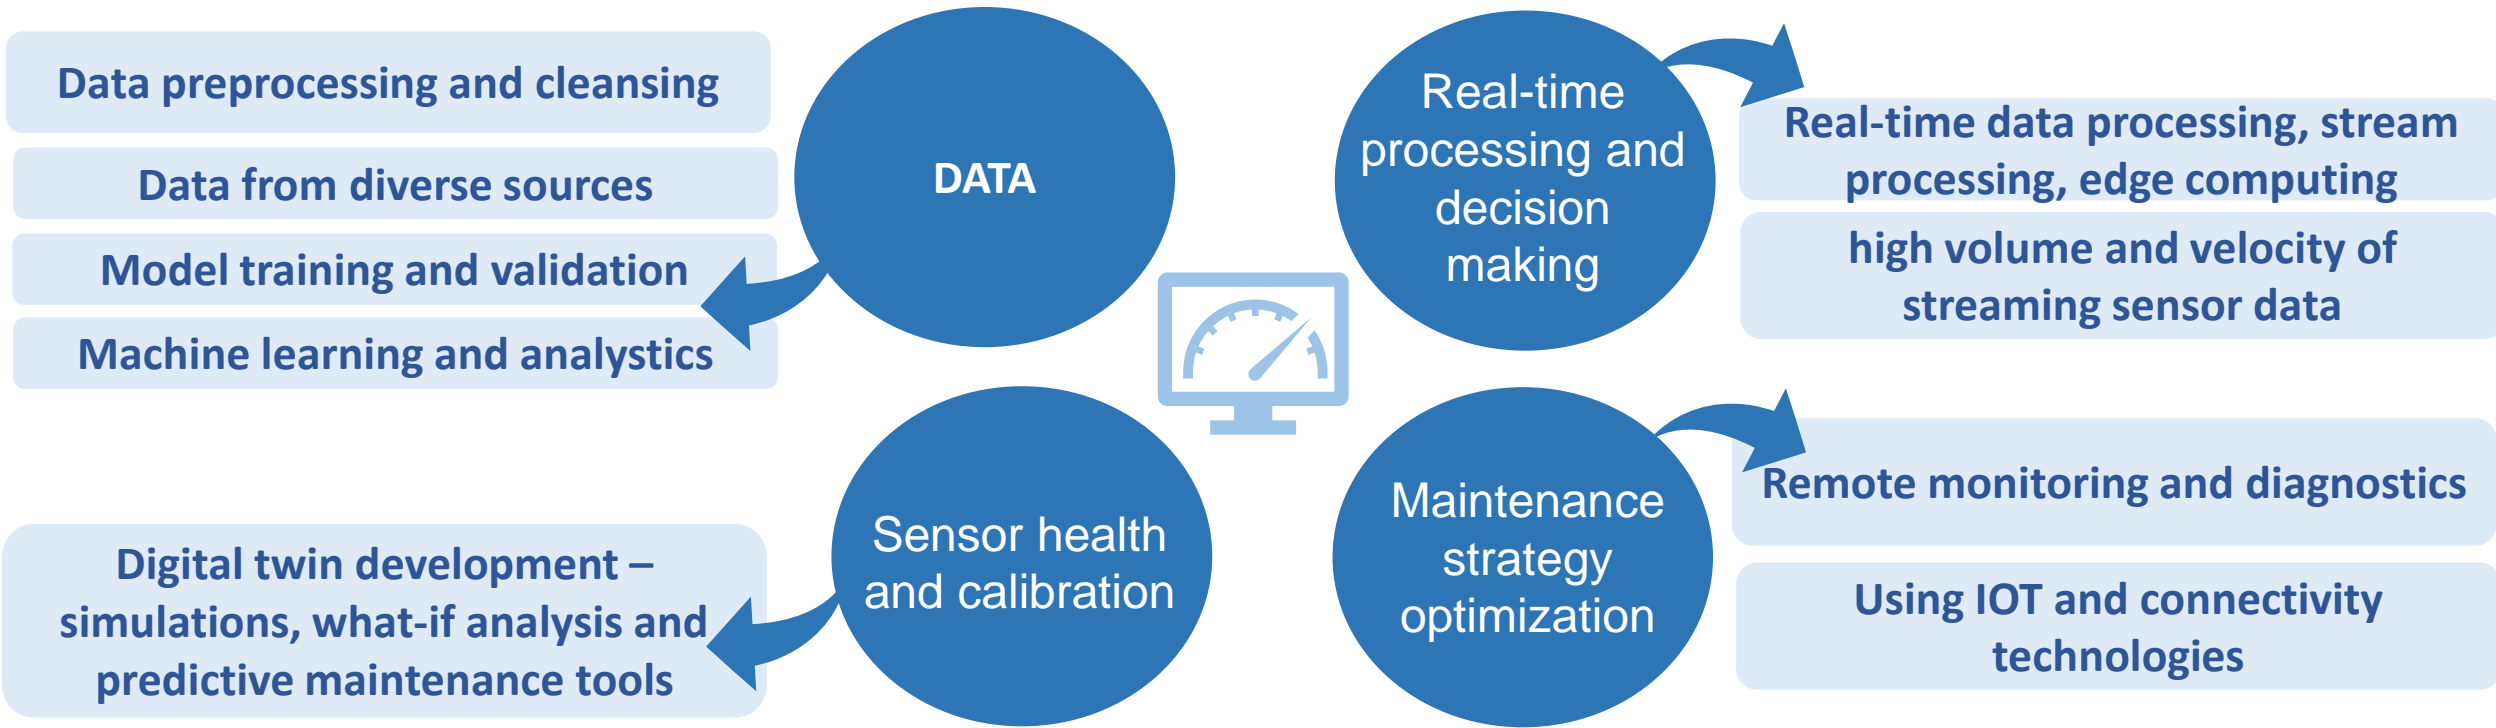 Data preprocessing and cleansing
Data from diverse sources
Model training and validation
Machine learning and analystics
DATA
Real-time
processing and
decision
making
Real-time data processing, stream
processing, edge computing
high volume and velocity of
streaming sensor data
Digital twin development –
simulations, what-if analysis and
predictive maintenance tools
Sensor health
and calibration
Maintenance
strategy
optimization
Remote monitoring and diagnostics
Using IOT and connectivity
technologies